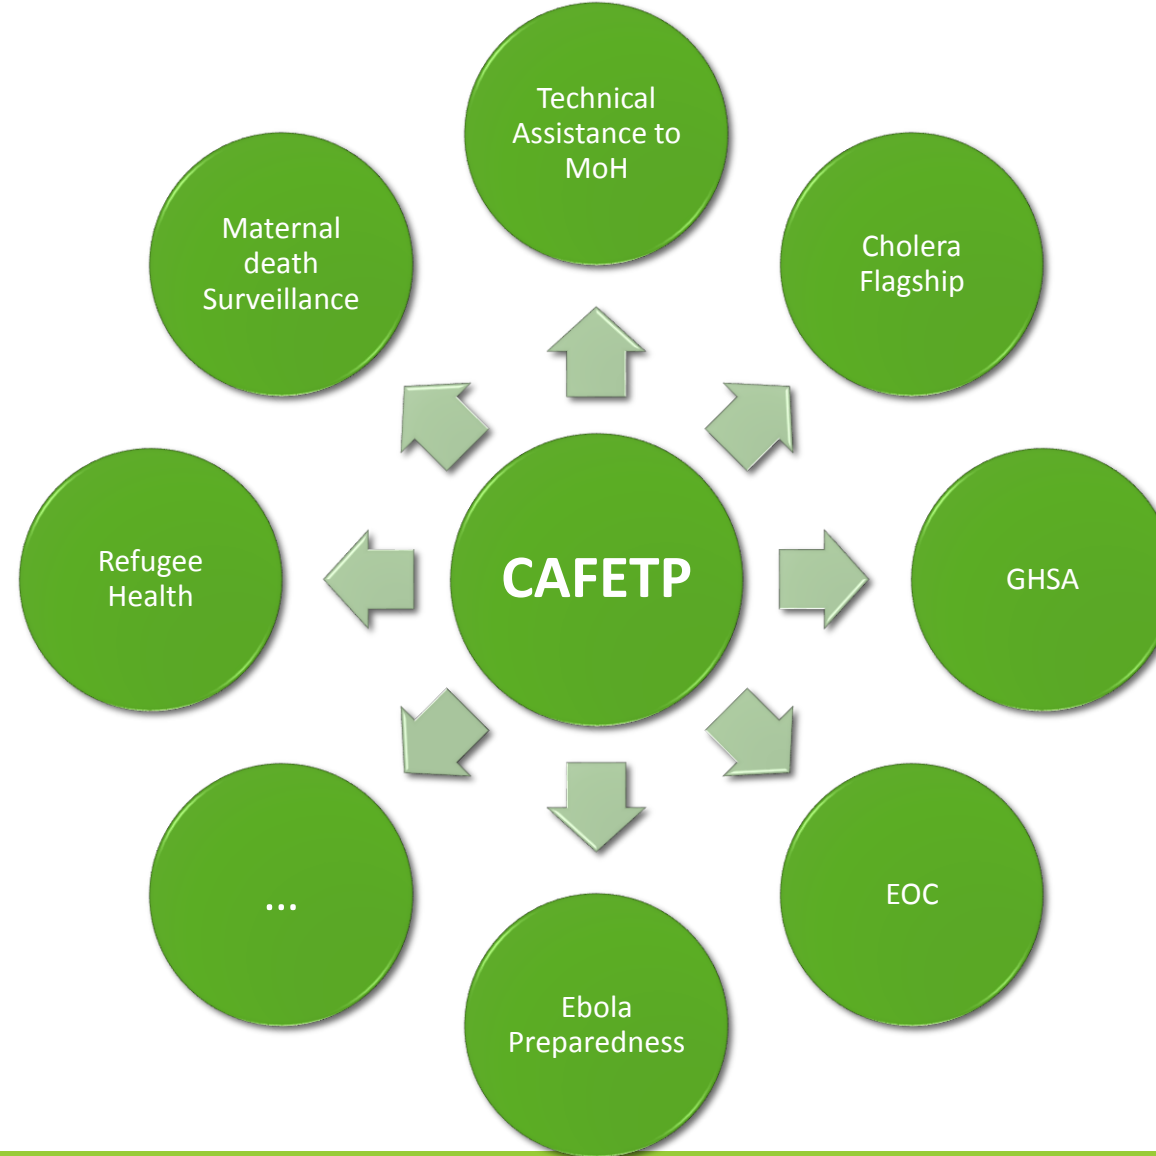 Technical
Assistance to
MoH
Maternal
death
Surveillance
Cholera
Flagship
Refugee
Health
CAFETP
GHSA
...
EOC
Ebola
Preparedness